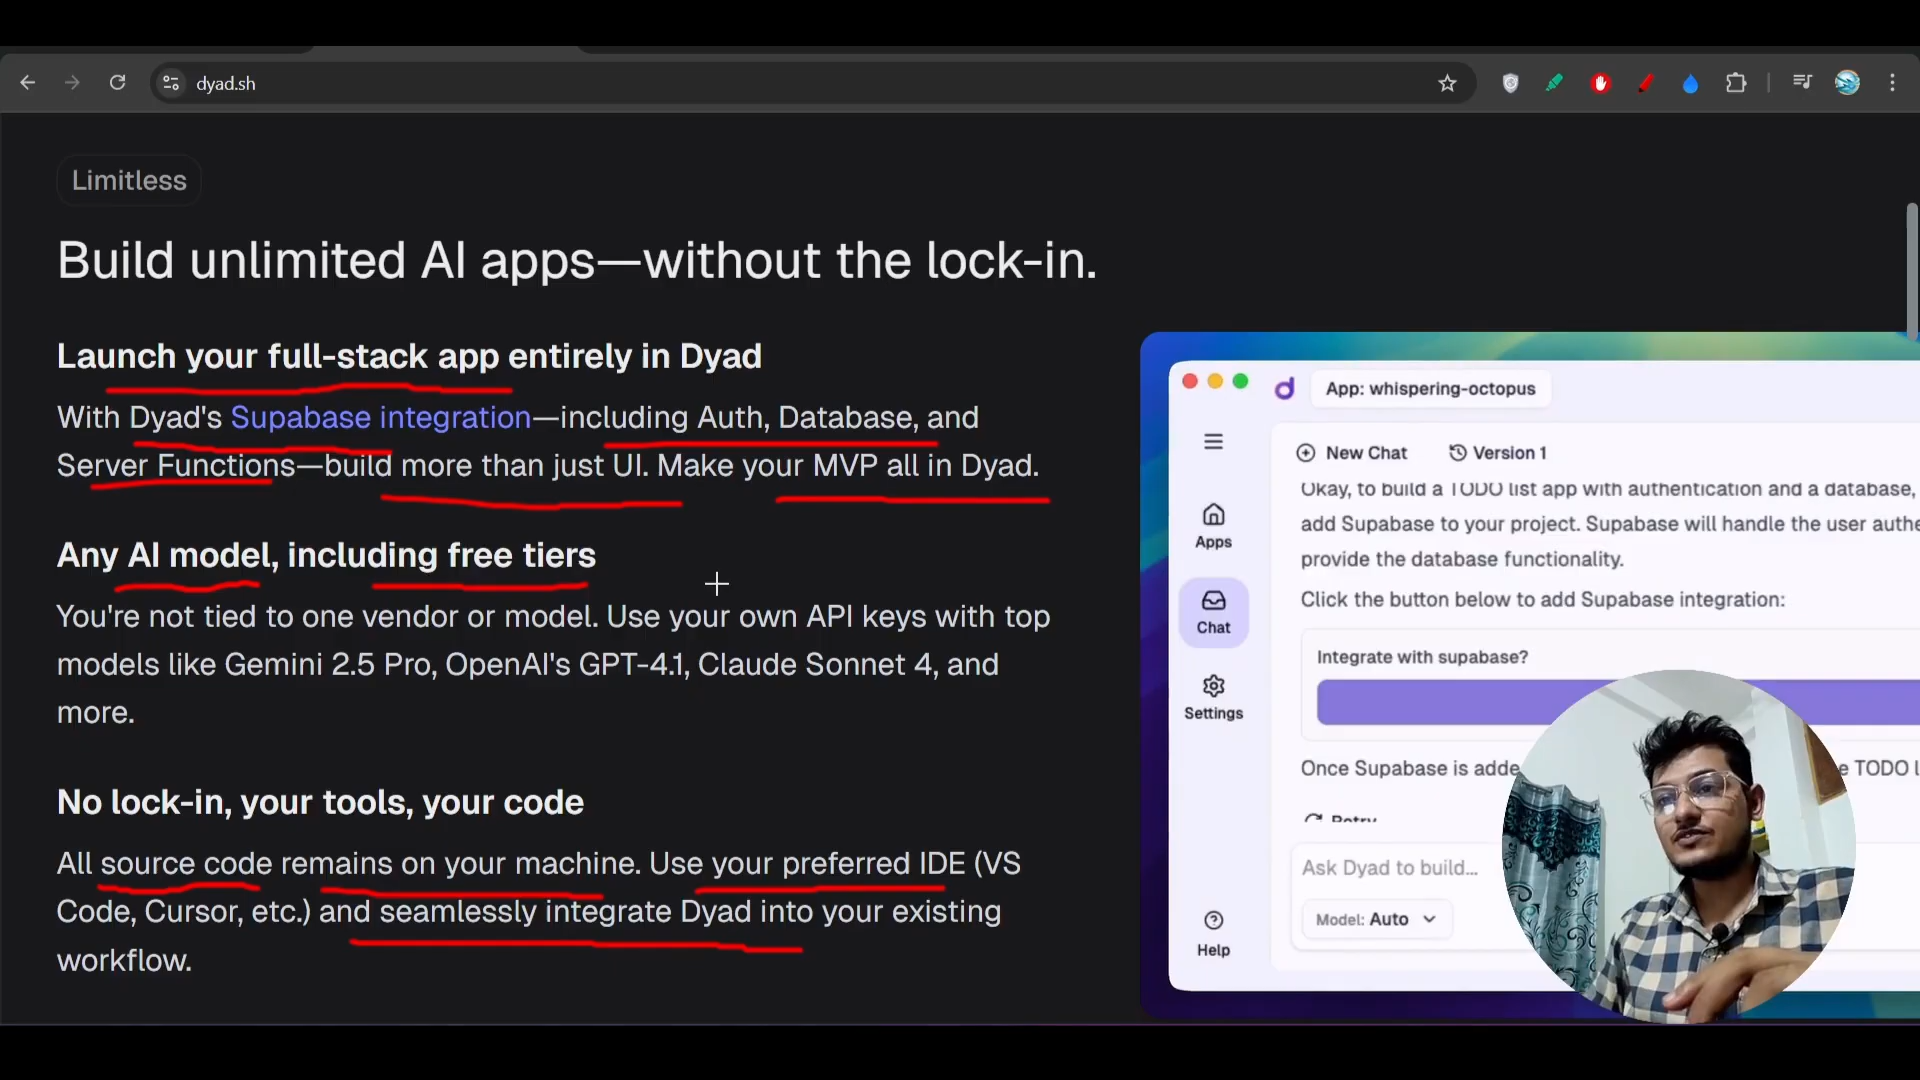 dyad.sh
Limitless
Build unlimited AI apps—without the lock-in.
Launch your full-stack app entirely in Dyad
With Dyad's Supabase integration—including Auth, Database, and
Server Functions—build more than just UI. Make your MVP all in Dyad.
Any AI model, including free tiers
You're not tied to one vendor or model. Use your own API keys with top
models like Gemini 2.5 Pro, OpenAI's GPT-4.1, Claude Sonnet 4, and
more.
No lock-in, your tools, your code
All source code remains on your machine. Use your preferred IDE (VS
Code, Cursor, etc.) and seamlessly integrate Dyad into your existing
workflow.
App: whispering-octopus
New Chat Version 1
Okay, to build a TODO list app with authentication and a database,
add Supabase to your project. Supabase will handle the user
provide the database functionality.
Click the button below to add Supabase integration:
Integrate with supabase?
Once Supabase is TODO
Retry
Ask Dyad to build...
Model: Auto
Apps
Chat
Settings
Help